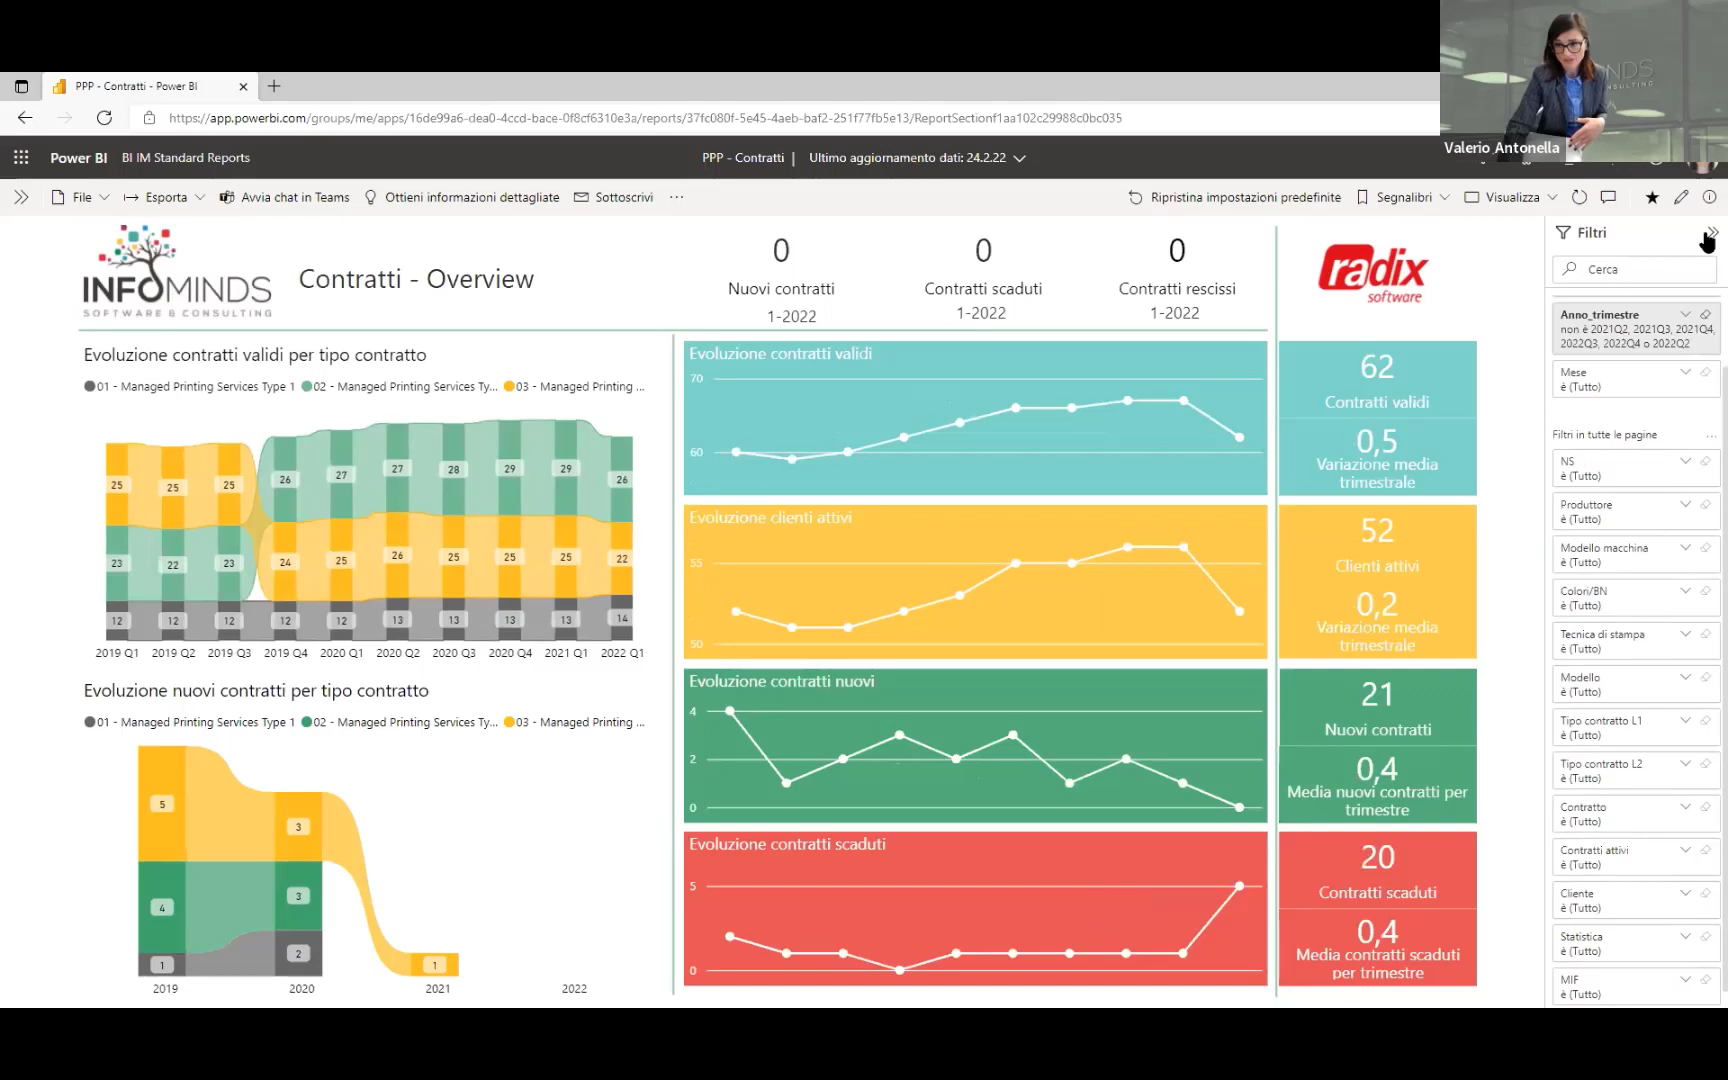 Valerio Antonella
PPP - Contratti - Power BI
https://app.powerbi.com/groups/me/apps/16de99a6-dea0-4ccd-bace-0f8cf6310e3a/reports/37fc080f-5e45-4aeb-baf2-251f77fb5e13/ReportSectionf1aa102c29988c0bc035
Power BI BI IM Standard Reports PPP - Contratti | Ultimo aggiornamento dati: 24.2.22
File Esporta Avvia chat in Teams Ottieni informazioni dettagliate Sottoscrivi ... Ripristina impostazioni predefinite Segnalibri Visualizza
INFOMINDS
SOFTWARE & CONSULTING
Contratti - Overview
0 0 0
Nuovi contratti Contratti scaduti Contratti rescissi
1-2022 1-2022 1-2022
radix
software
Evoluzione contratti validi per tipo contratto
01 - Managed Printing Services Type 1 02 - Managed Printing Services Ty... 03 - Managed Printing ...
25 25 25 26 27 27 28 29 29 26
23 22 23 24 25 26 25 25 25 22
12 12 12 12 12 13 13 13 13 14
2019 Q1 2019 Q2 2019 Q3 2019 Q4 2020 Q1 2020 Q2 2020 Q3 2020 Q4 2021 Q1 2022 Q1
Evoluzione nuovi contratti per tipo contratto
01 - Managed Printing Services Type 1 02 - Managed Printing Services Ty... 03 - Managed Printing ...
5 3
4 3
1 2 1
2019 2020 2021 2022
Evoluzione contratti validi
70
60
62
Contratti validi
0,5
Variazione media
trimestrale
Evoluzione clienti attivi
55
50
52
Clienti attivi
0,2
Variazione media
trimestrale
Evoluzione contratti nuovi
4
2
0
21
Nuovi contratti
0,4
Media nuovi contratti per
trimestre
Evoluzione contratti scaduti
5
0
20
Contratti scaduti
0,4
Media contratti scaduti
per trimestre
Filtri
Cerca
Anno_trimestre
non è 2021Q2, 2021Q3, 2021Q4,
2022Q3, 2022Q4 o 2022Q2
Mese
è (Tutto)
Filtri in tutte le pagine ...
NS
è (Tutto)
Produttore
è (Tutto)
Modello macchina
è (Tutto)
Colori/BN
è (Tutto)
Tecnica di stampa
è (Tutto)
Modello
è (Tutto)
Tipo contratto L1
è (Tutto)
Tipo contratto L2
è (Tutto)
Contratto
è (Tutto)
Contratti attivi
è (Tutto)
Cliente
è (Tutto)
Statistica
è (Tutto)
MIF
è (Tutto)